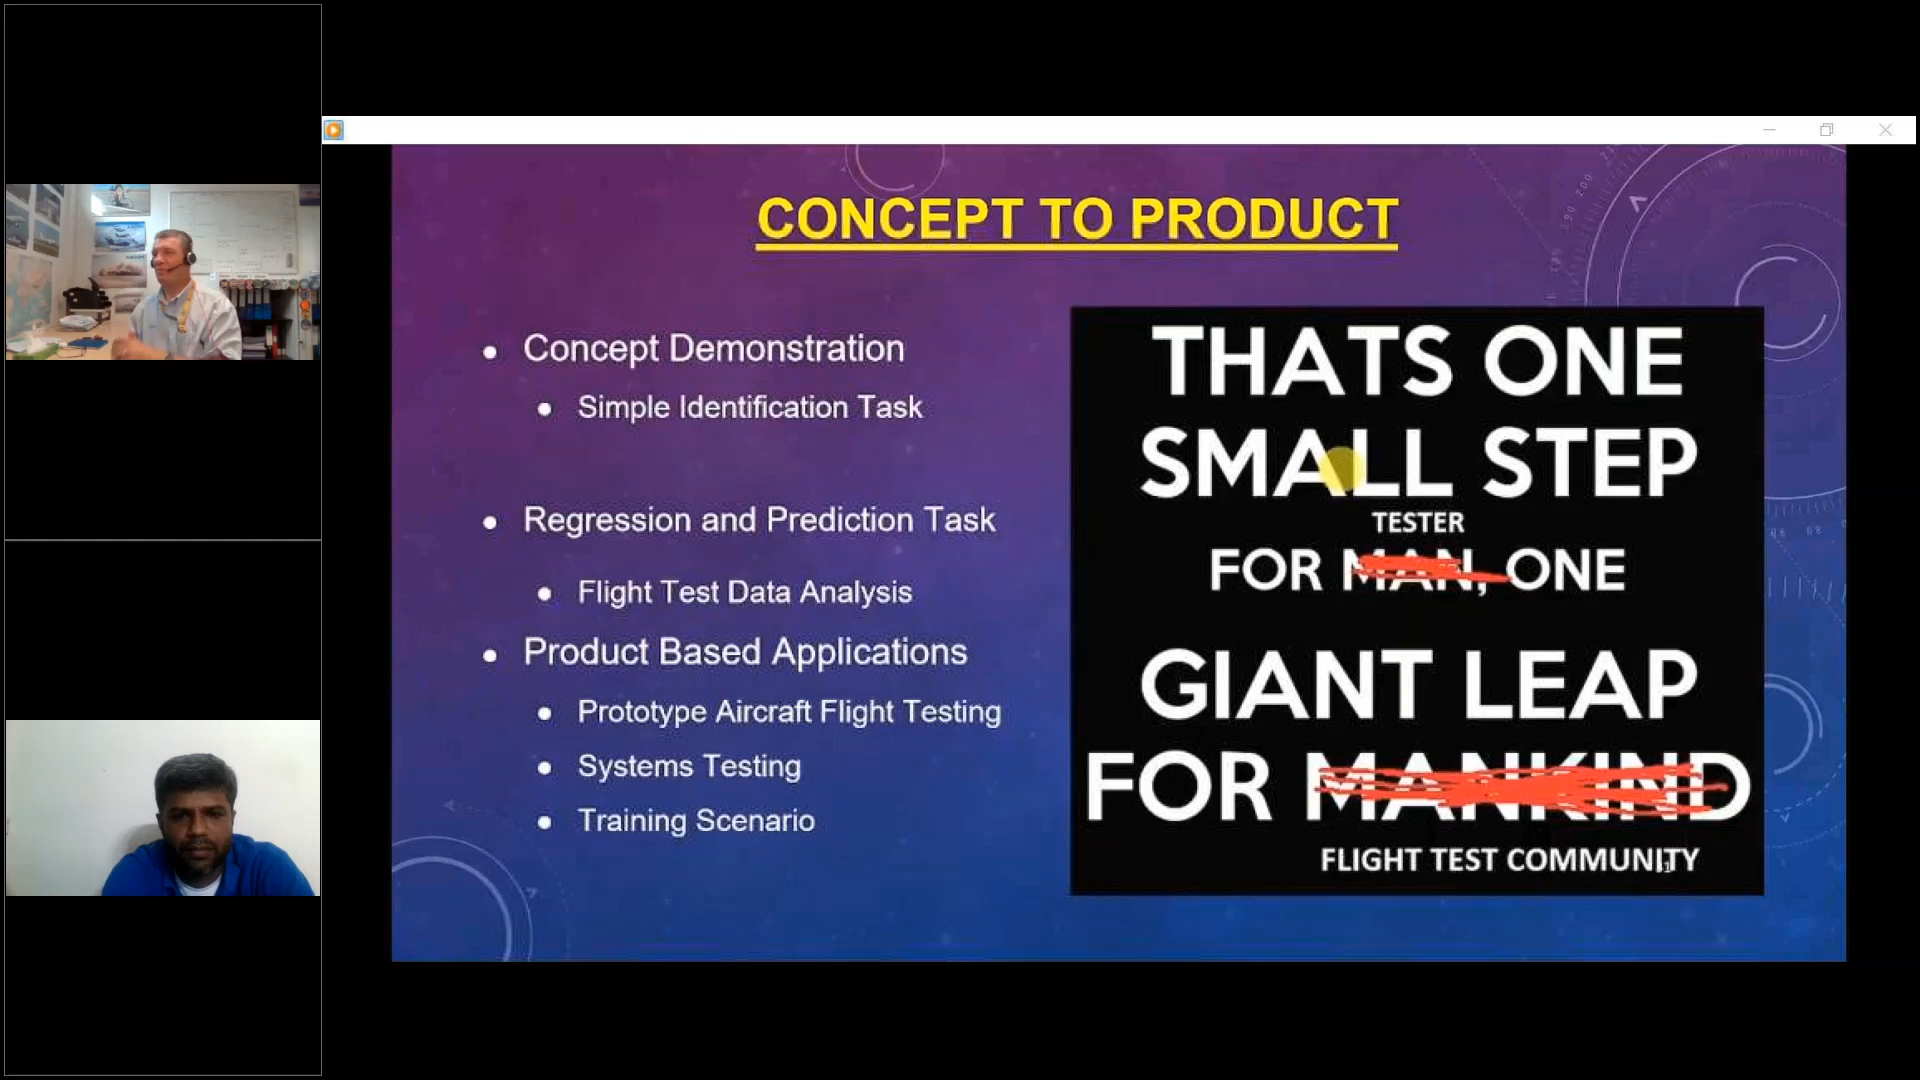 CONCEPT TO PRODUCT
Concept Demonstration
Simple Identification Task
Regression and Prediction Task
Flight Test Data Analysis
Product Based Applications
Prototype Aircraft Flight Testing
Systems Testing
Training Scenario
THATS ONE
SMALL STEP
TESTER
FOR MAN, ONE
GIANT LEAP
FOR MANKIND
FLIGHT TEST COMMUNITY